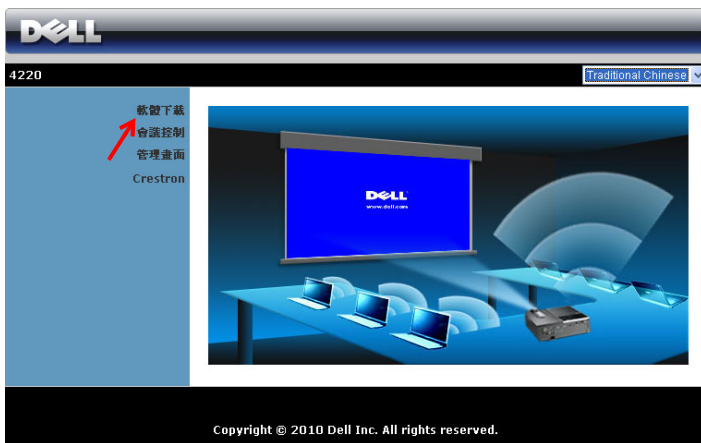 DELL
4220
Traditional Chinese
軟體下載
會議控制
管理畫面
Crestron
DELL
www.dell.com
Copyright © 2010 Dell Inc. All rights reserved.